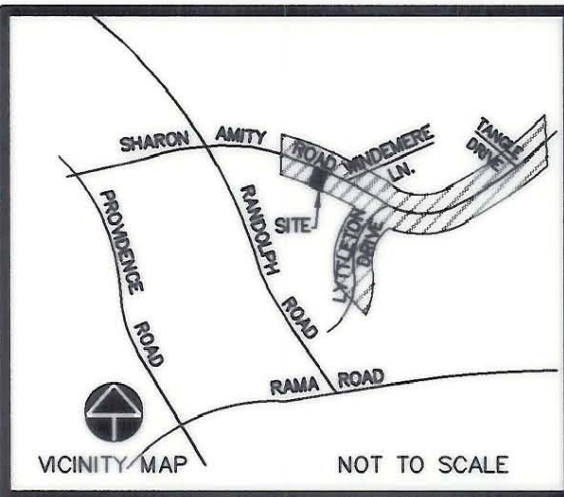 SHARON AMITY ROAD
WINDEMERE
LN.
TANGLE
DRIVE
SITE
LYTTLETON
DRIVE
PROVIDENCE
ROAD
RANDOLPH
ROAD
RAMA ROAD
VICINITY MAP
NOT TO SCALE